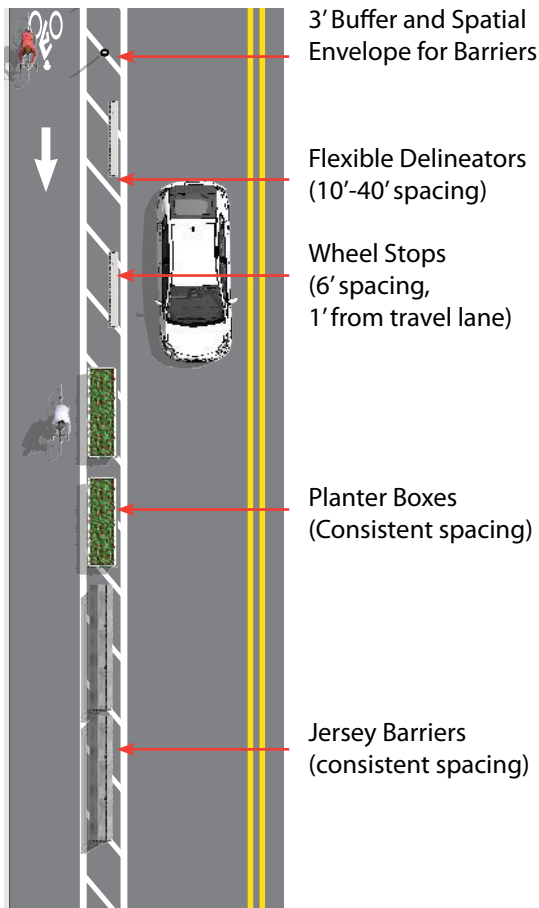 3’ Buffer and Spatial
Envelope for Barriers
Flexible Delineators
(10’-40’ spacing)
Wheel Stops
(6’ spacing,
1’ from travel lane)
Planter Boxes
(Consistent spacing)
Jersey Barriers
(consistent spacing)